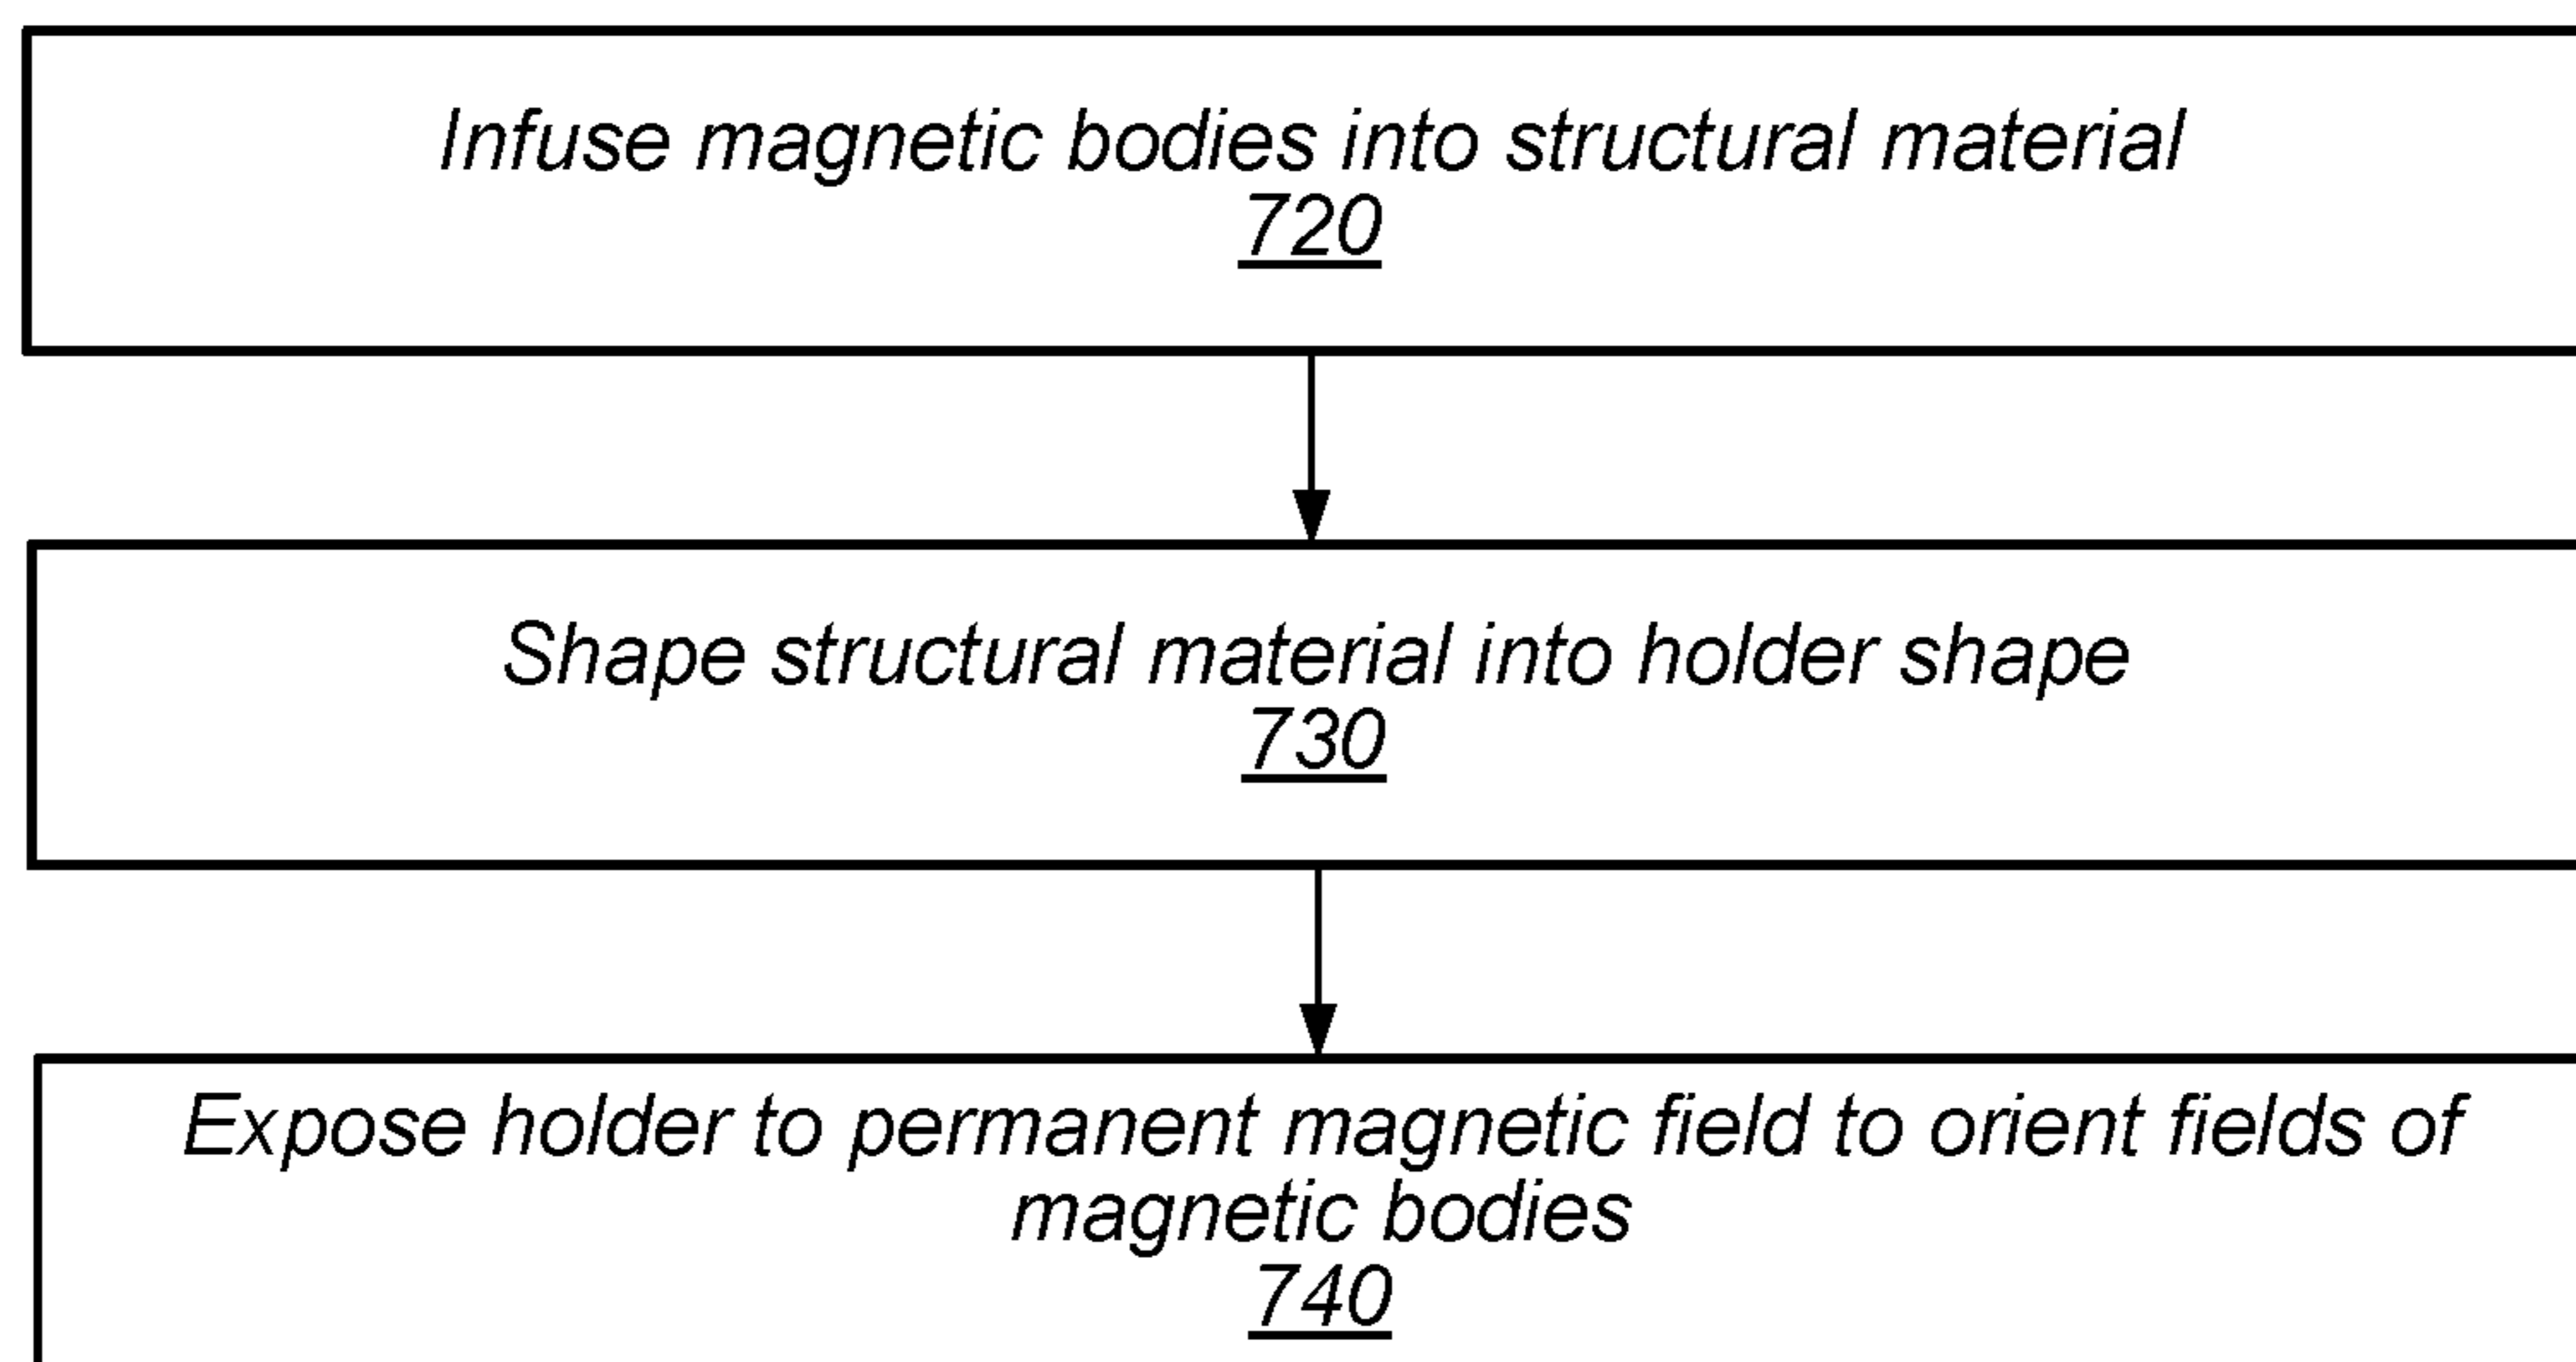 Infuse magnetic bodies into structural material
720
Shape structural material into holder shape
730
Expose holder to permanent magnetic field to orient fields of
magnetic bodies
740